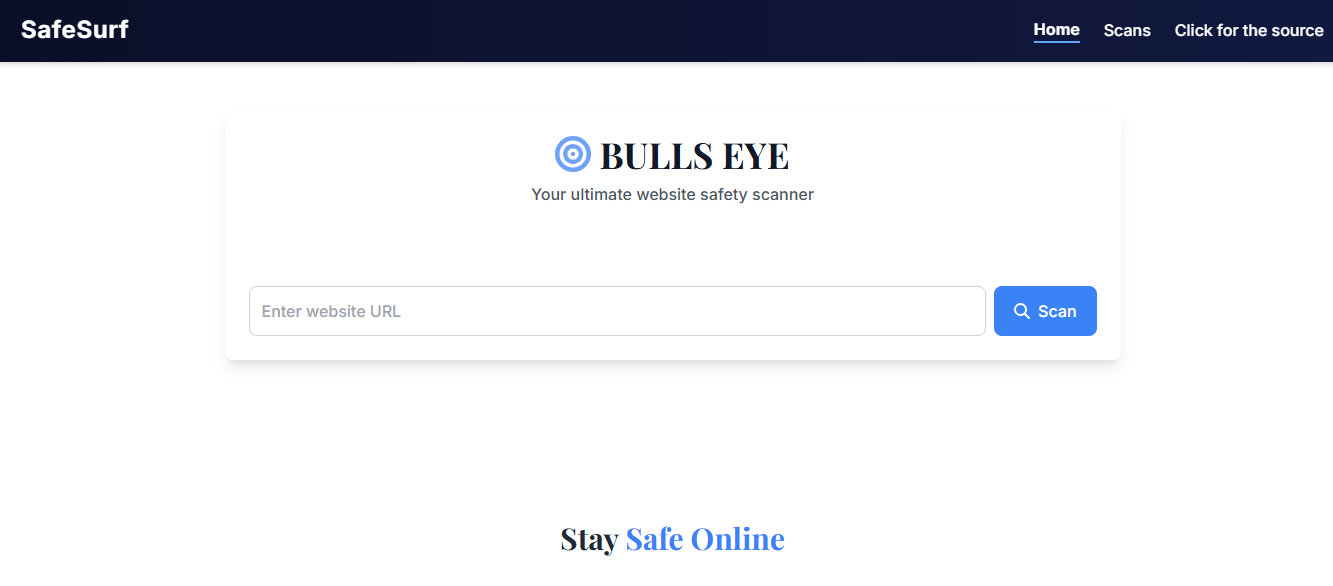 SafeSurf
Home Scans Click for the source
BULLS EYE
Your ultimate website safety scanner
Enter website URL
Scan
Stay Safe Online